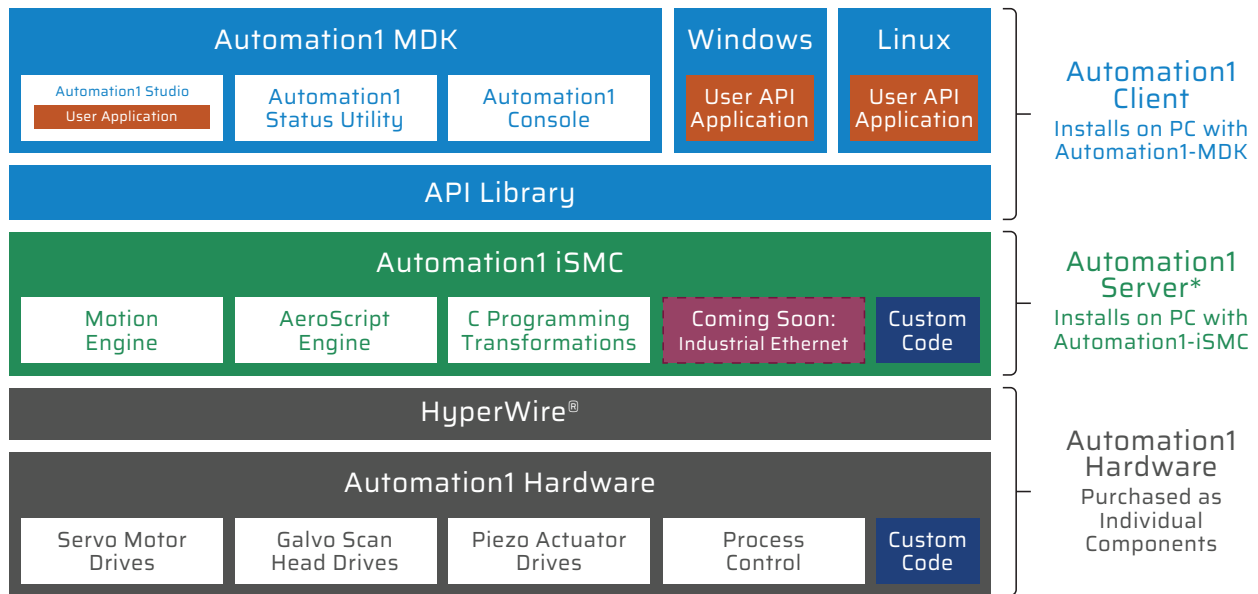 Automation1 MDK
Windows
Linux
Automation1 Studio
User Application
Automation1
Status Utility
Automation1
Console
User API
Application
User API
Application
API Library
Automation1
Client
Installs on PC with
Automation1-MDK
Automation1 iSMC
Motion
Engine
AeroScript
Engine
C Programming
Transformations
Coming Soon:
Industrial Ethernet
Custom
Code
Automation1
Server*
Installs on PC with
Automation1-iSMC
HyperWire®
Automation1 Hardware
Servo Motor
Drives
Galvo Scan
Head Drives
Piezo Actuator
Drives
Process
Control
Custom
Code
Automation1
Hardware
Purchased as
Individual
Components